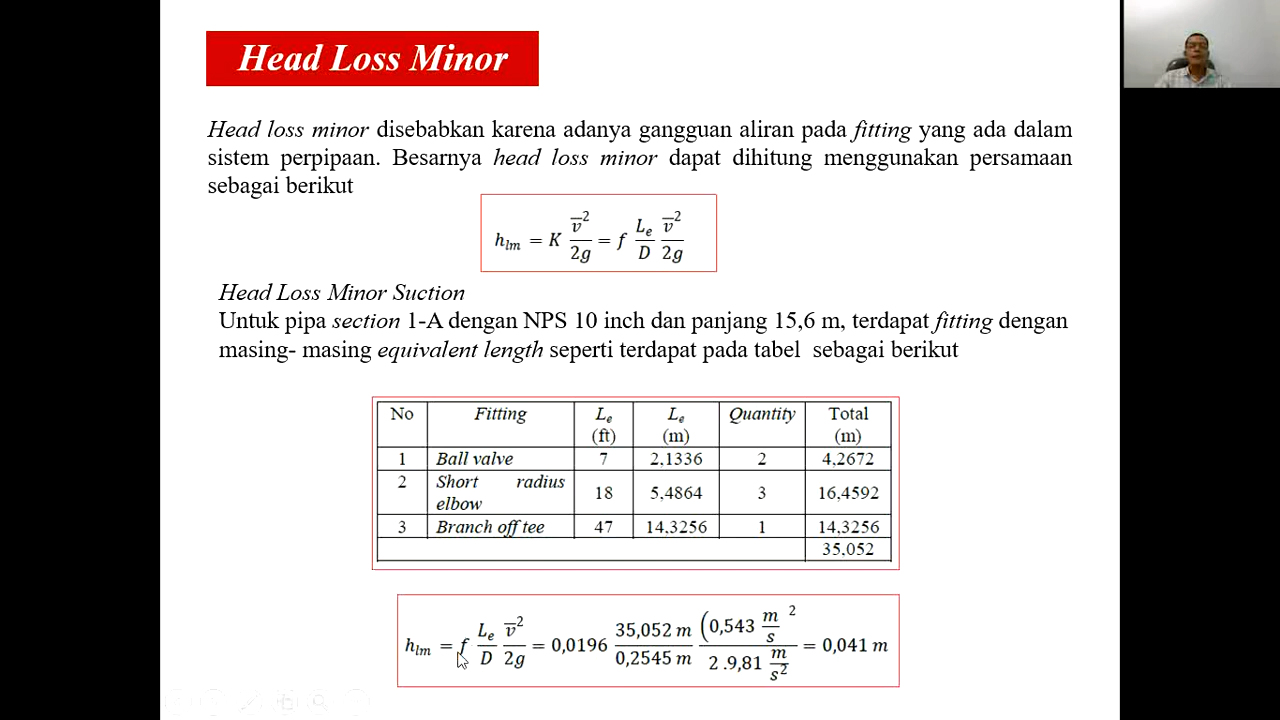 Head Loss Minor
Head loss minor disebabkan karena adanya gangguan aliran pada fitting yang ada dalam
sistem perpipaan. Besarnya head loss minor dapat dihitung menggunakan persamaan
sebagai berikut
h_lm = K v̅²/2g = f L_e/D v̅²/2g
Head Loss Minor Suction
Untuk pipa section 1-A dengan NPS 10 inch dan panjang 15,6 m, terdapat fitting dengan
masing- masing equivalent length seperti terdapat pada tabel sebagai berikut
No Fitting L_e (ft) L_e (m) Quantity Total (m)
1 Ball valve 7 2,1336 2 4,2672
2 Short radius elbow 18 5,4864 3 16,4592
3 Branch off tee 47 14,3256 1 14,3256
35,052
h_lm = f L_e/D v̅²/2g = 0,0196 35,052 m/0,2545 m (0,543 m/s ²/2 .9,81 m/s² = 0,041 m